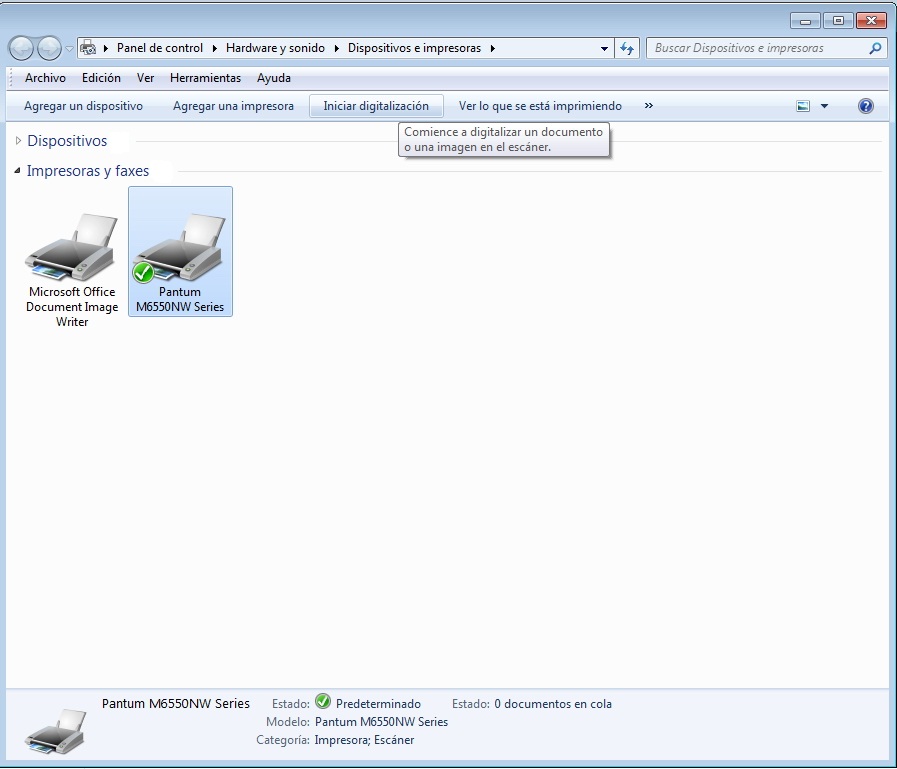 Panel de control Hardware y sonido Dispositivos e impresoras Buscar Dispositivos e impresoras
Archivo Edición Ver Herramientas Ayuda
Agregar un dispositivo Agregar una impresora Iniciar digitalización Ver lo que se está imprimiendo »
Comience a digitalizar un documento
o una imagen en el escáner.
Dispositivos
Impresoras y faxes
Microsoft Office
Document Image
Writer
Pantum
M6550NW Series
Pantum M6550NW Series Estado: Predeterminado Estado: 0 documentos en cola
Modelo: Pantum M6550NW Series
Categoría: Impresora; Escáner